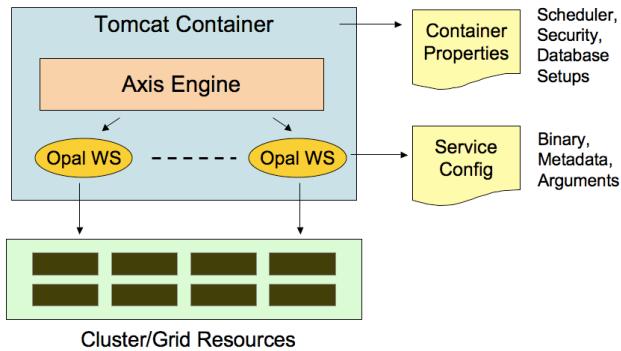 Tomcat Container
Axis Engine
Opal WS
Opal WS
Container
Properties
Scheduler,
Security,
Database
Setups
Service
Config
Binary,
Metadata,
Arguments
Cluster/Grid Resources